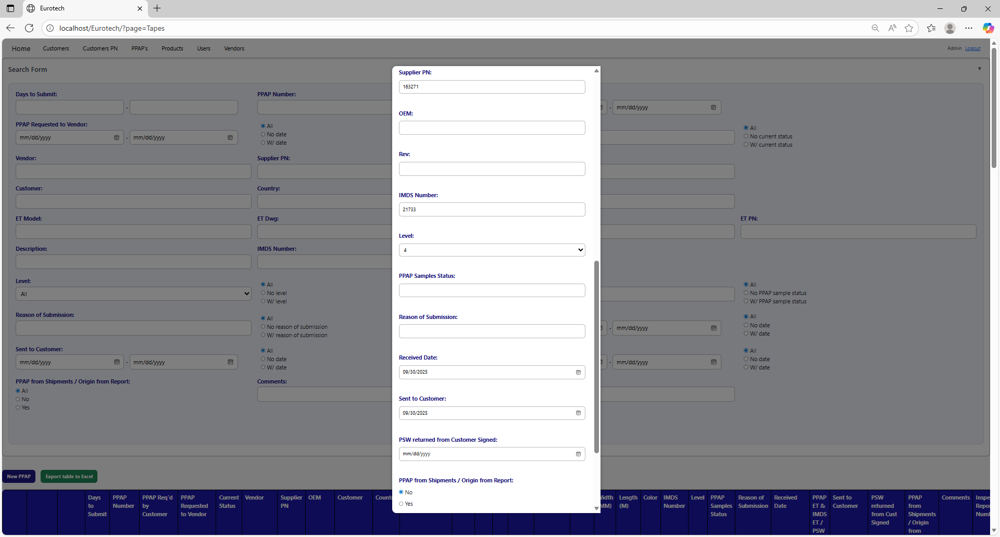 Eurotech
localhost/Eurotech/?page=Tapes
Home Customers Customers PN PPAP's Products Users Vendors Admin Logout
Search Form
Days to Submit: PPAP Number:
- - mm/dd/yyyy
PPAP Requested to Vendor:
mm/dd/yyyy - mm/dd/yyyy
All
No date
W/ date
All
No current status
W/ current status
Vendor: Supplier PN:
Customer: Country:
ET Model: ET Dwg: ET PN:
Description: IMDS Number:
Level:
All
All
No level
W/ level
All
No PPAP sample status
W/ PPAP sample status
Reason of Submission:
All
No reason of submission
W/ reason of submission
- mm/dd/yyyy
All
No date
W/ date
Sent to Customer:
mm/dd/yyyy - mm/dd/yyyy
All
No date
W/ date
- mm/dd/yyyy
All
No date
W/ date
PPAP from Shipments / Origin from Report:
All
No
Yes
Comments:
Supplier PN:
163271
OEM:
Rev:
IMDS Number:
21733
Level:
4
PPAP Samples Status:
Reason of Submission:
Received Date:
09/30/2025
Sent to Customer:
09/30/2025
PSW returned from Customer Signed:
mm/dd/yyyy
PPAP from Shipments / Origin from Report:
No
Yes
New PPAP Export table to Excel
Days
to
Submit
PPAP
Number
PPAP Req'd
by
Customer
PPAP
Requested
to Vendor
Current
Status
Vendor
Supplier
PN
OEM
Customer
Length
(M)
Color
IMDS
Number
Level
PPAP
Samples
Status
Reason of
Submission
Received
Date
PPAP
ET &
IMDS
ET /
PSW
Sent to
Customer
PSW
returned
from Cust
Signed
PPAP
from
Shipments
/ Origin
from
Comments